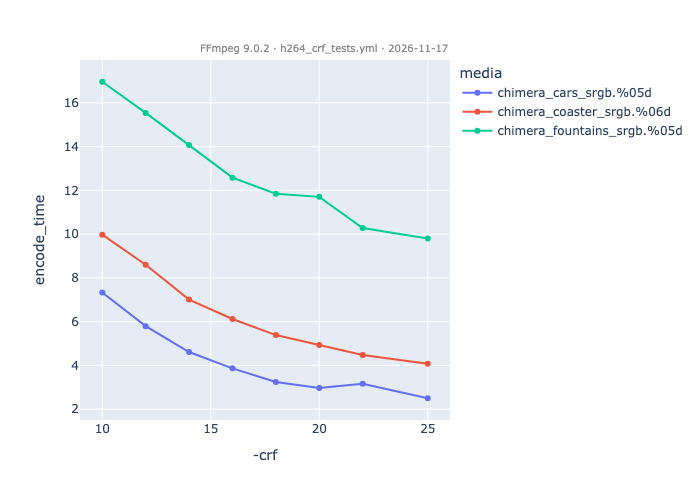 FFmpeg 9.0.2 · h264_crf_tests.yml · 2026-11-17
media
chimera_cars_srgb.%05d
chimera_coaster_srgb.%06d
chimera_fountains_srgb.%05d
encode_time
16
14
12
10
8
6
4
2
10 15 20 25
-crf